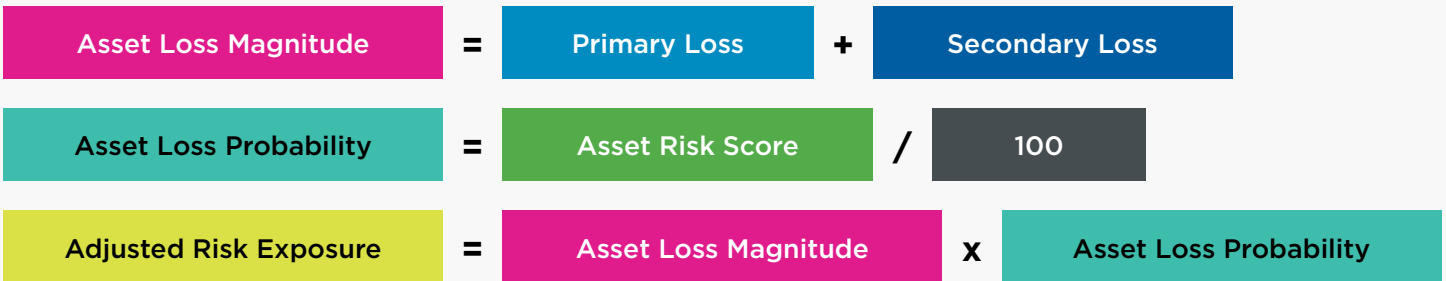 Asset Loss Magnitude = Primary Loss + Secondary Loss
Asset Loss Probability = Asset Risk Score / 100
Adjusted Risk Exposure = Asset Loss Magnitude x Asset Loss Probability